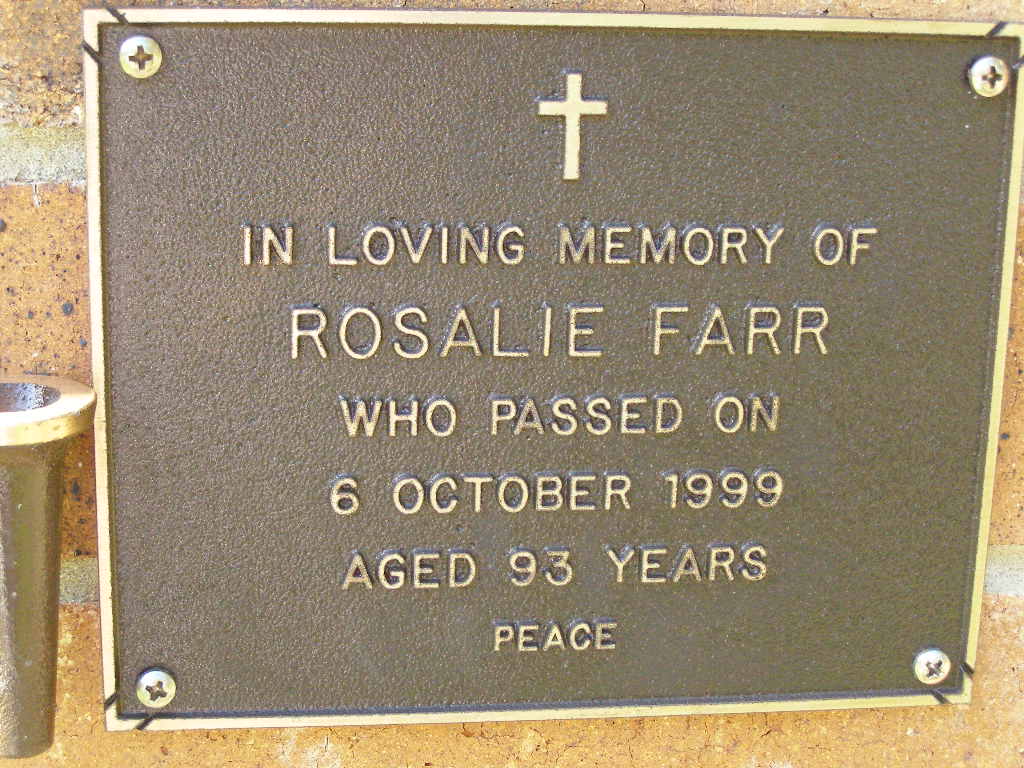 IN LOVING MEMORY OF
ROSALIE FARR
WHO PASSED ON
6 OCTOBER 1999
AGED 93 YEARS
PEACE